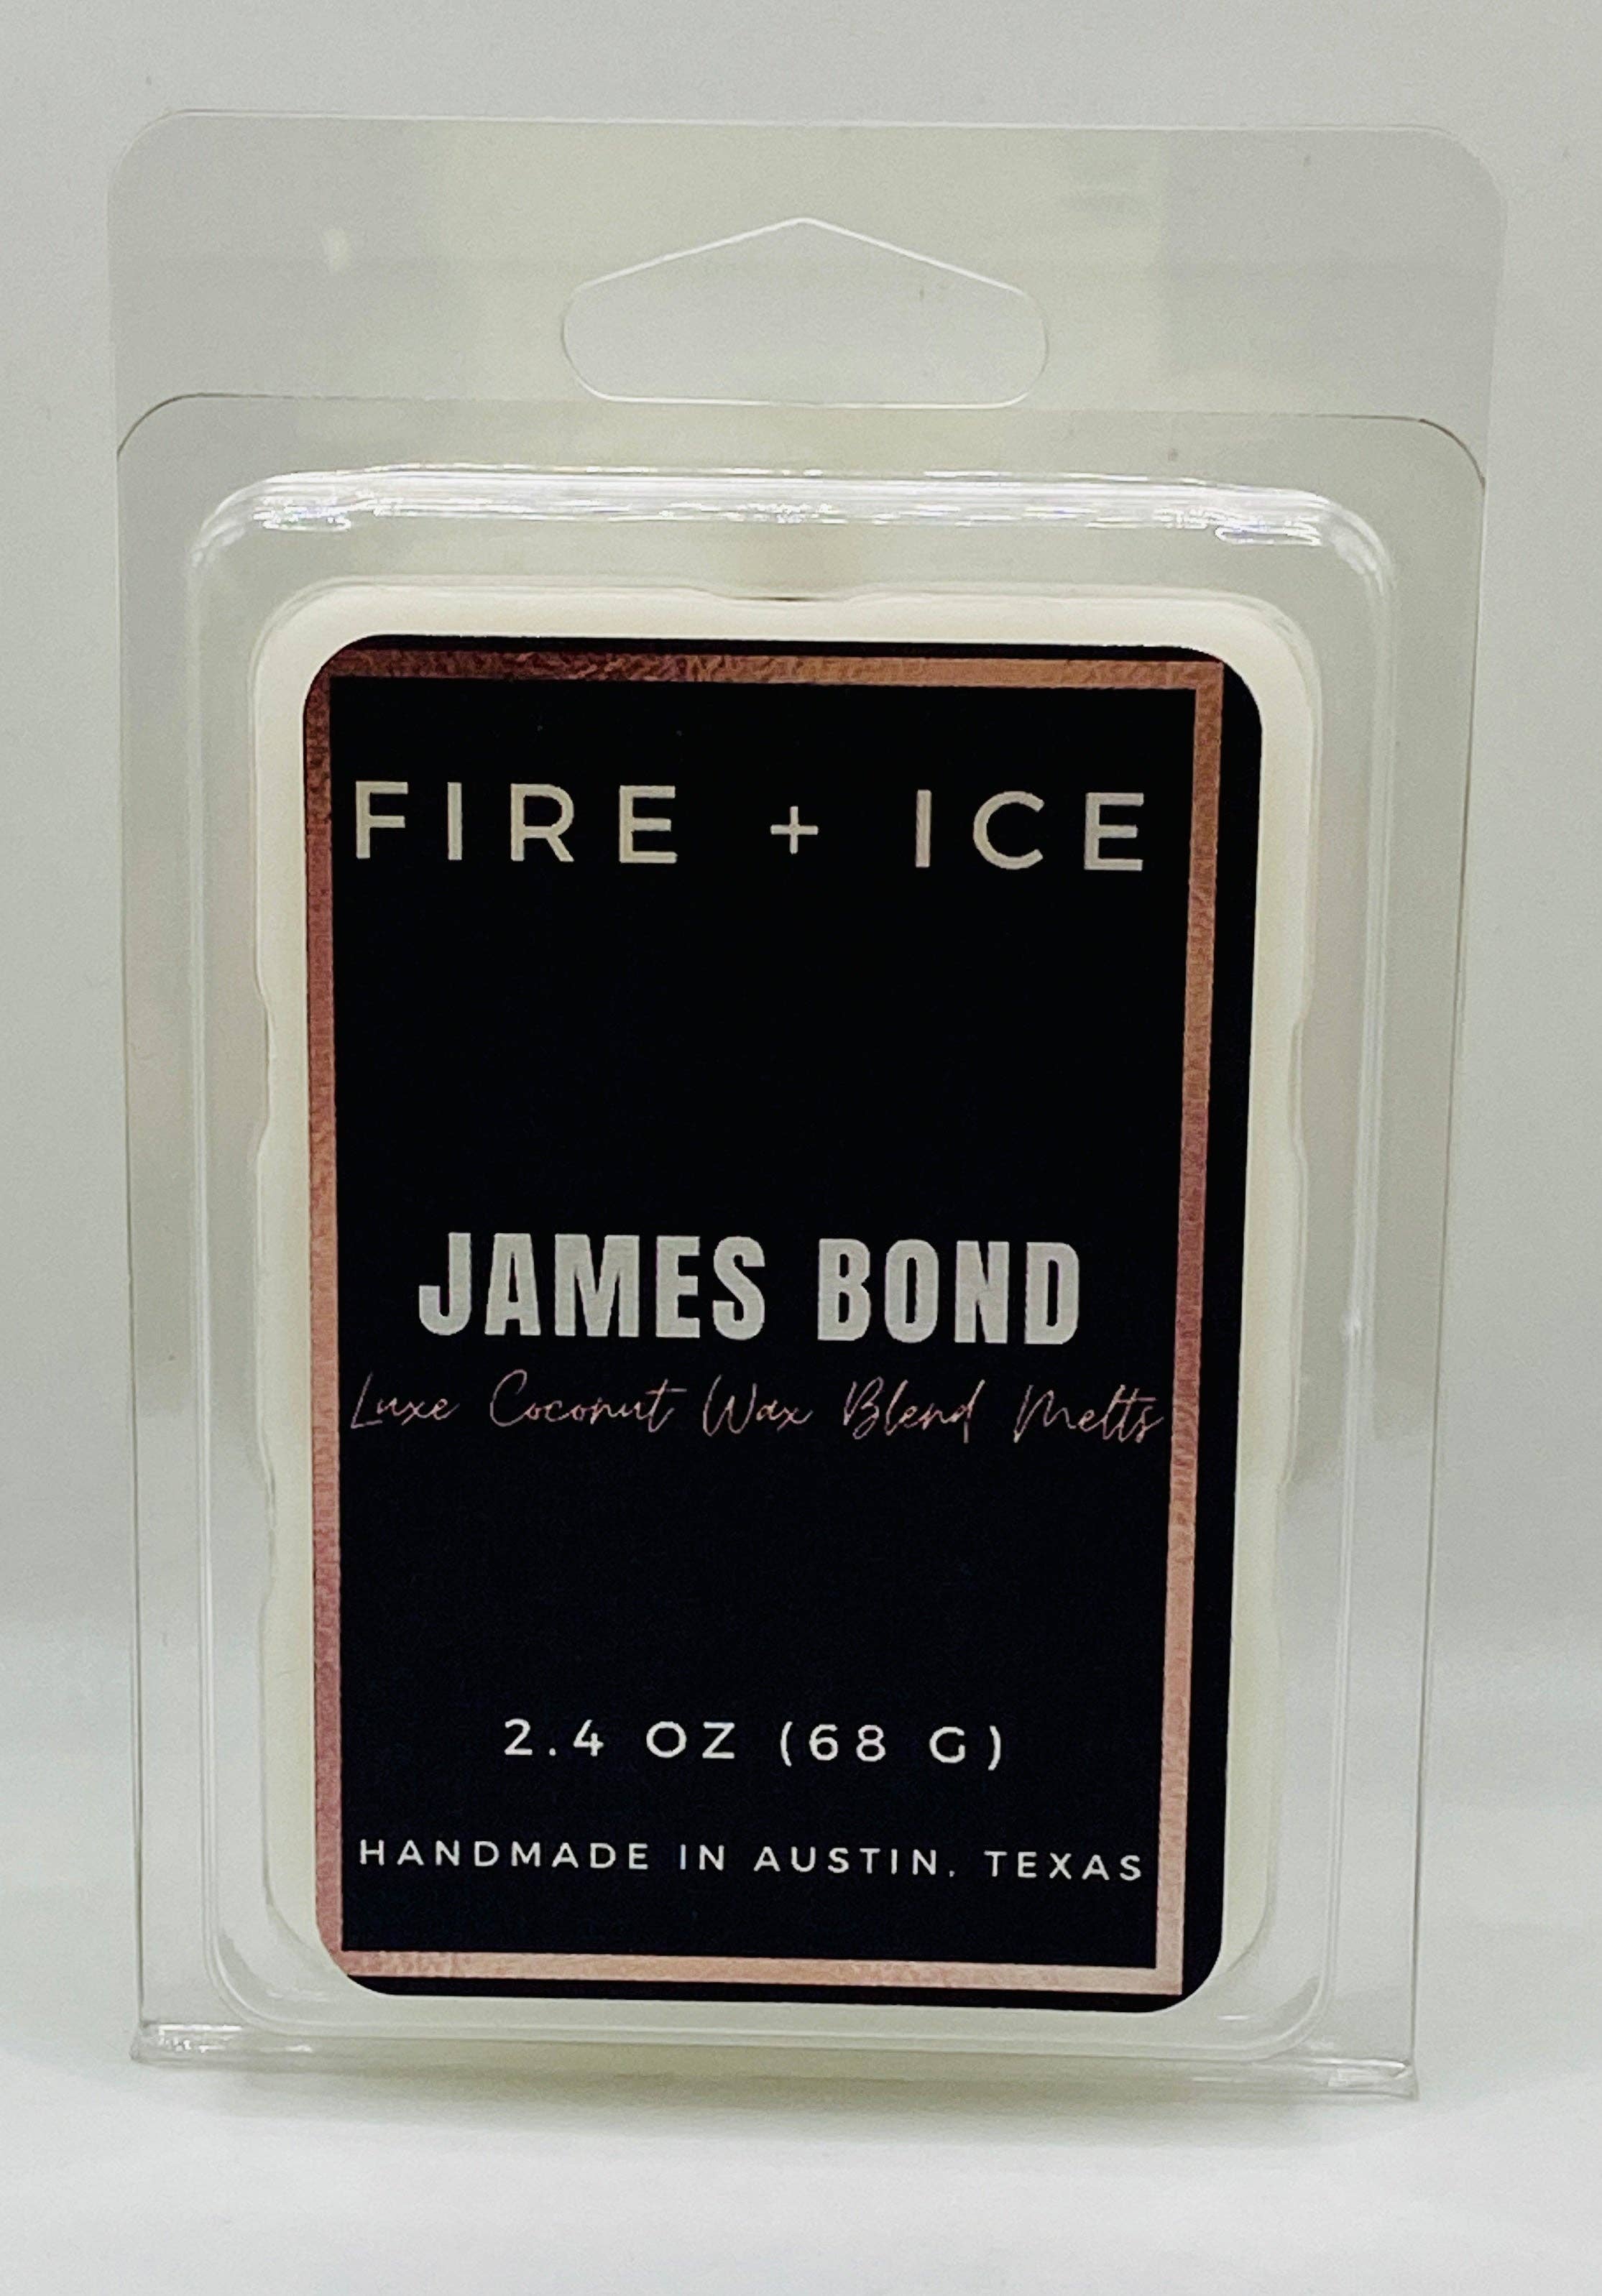 FIRE + ICE
JAMES BOND
Luxe Coconut Wax Blend Melts
2.4 OZ (68 G)
HANDMADE IN AUSTIN, TEXAS